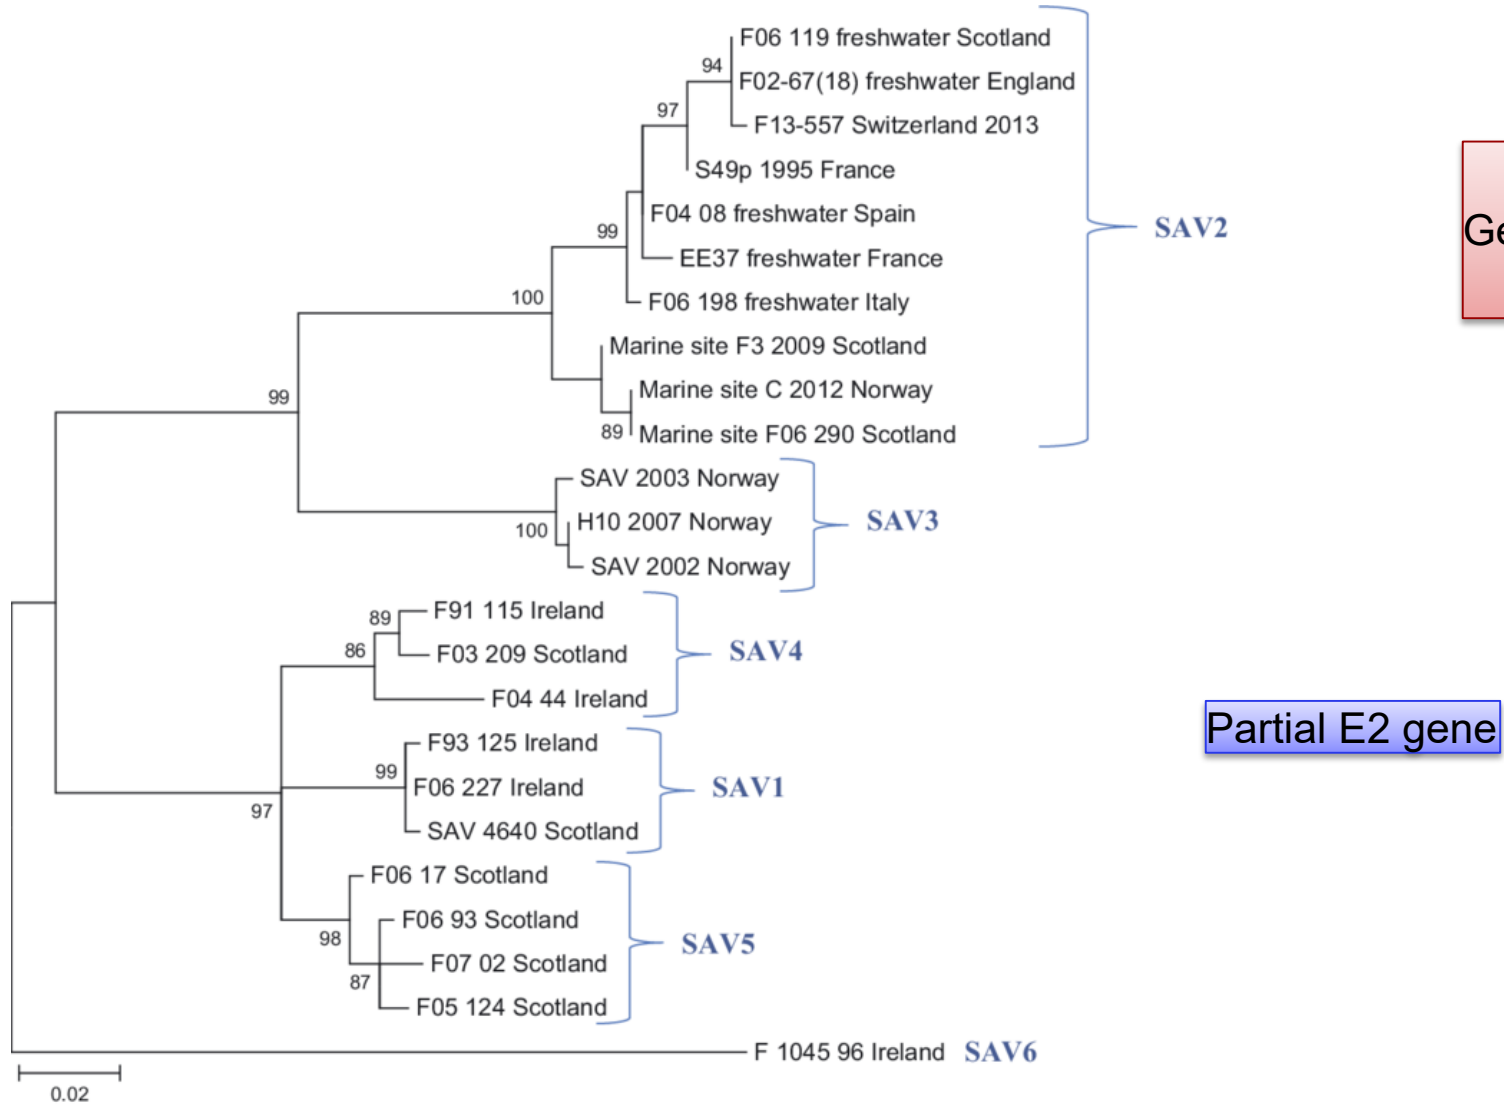 F06 119 freshwater Scotland
94
F02-67(18) freshwater England
97
F13-557 Switzerland 2013
S49p 1995 France
F04 08 freshwater Spain
SAV2
99
EE37 freshwater France
100
F06 198 freshwater Italy
Marine site F3 2009 Scotland
99
Marine site C 2012 Norway
89
Marine site F06 290 Scotland
SAV 2003 Norway
100
H10 2007 Norway
SAV3
SAV 2002 Norway
89
F91 115 Ireland
86
F03 209 Scotland
SAV4
F04 44 Ireland
Partial E2 gene
F93 125 Ireland
99
F06 227 Ireland
SAV1
97
SAV 4640 Scotland
F06 17 Scotland
F06 93 Scotland
98
SAV5
F07 02 Scotland
87
F05 124 Scotland
F 1045 96 Ireland
SAV6
0.02